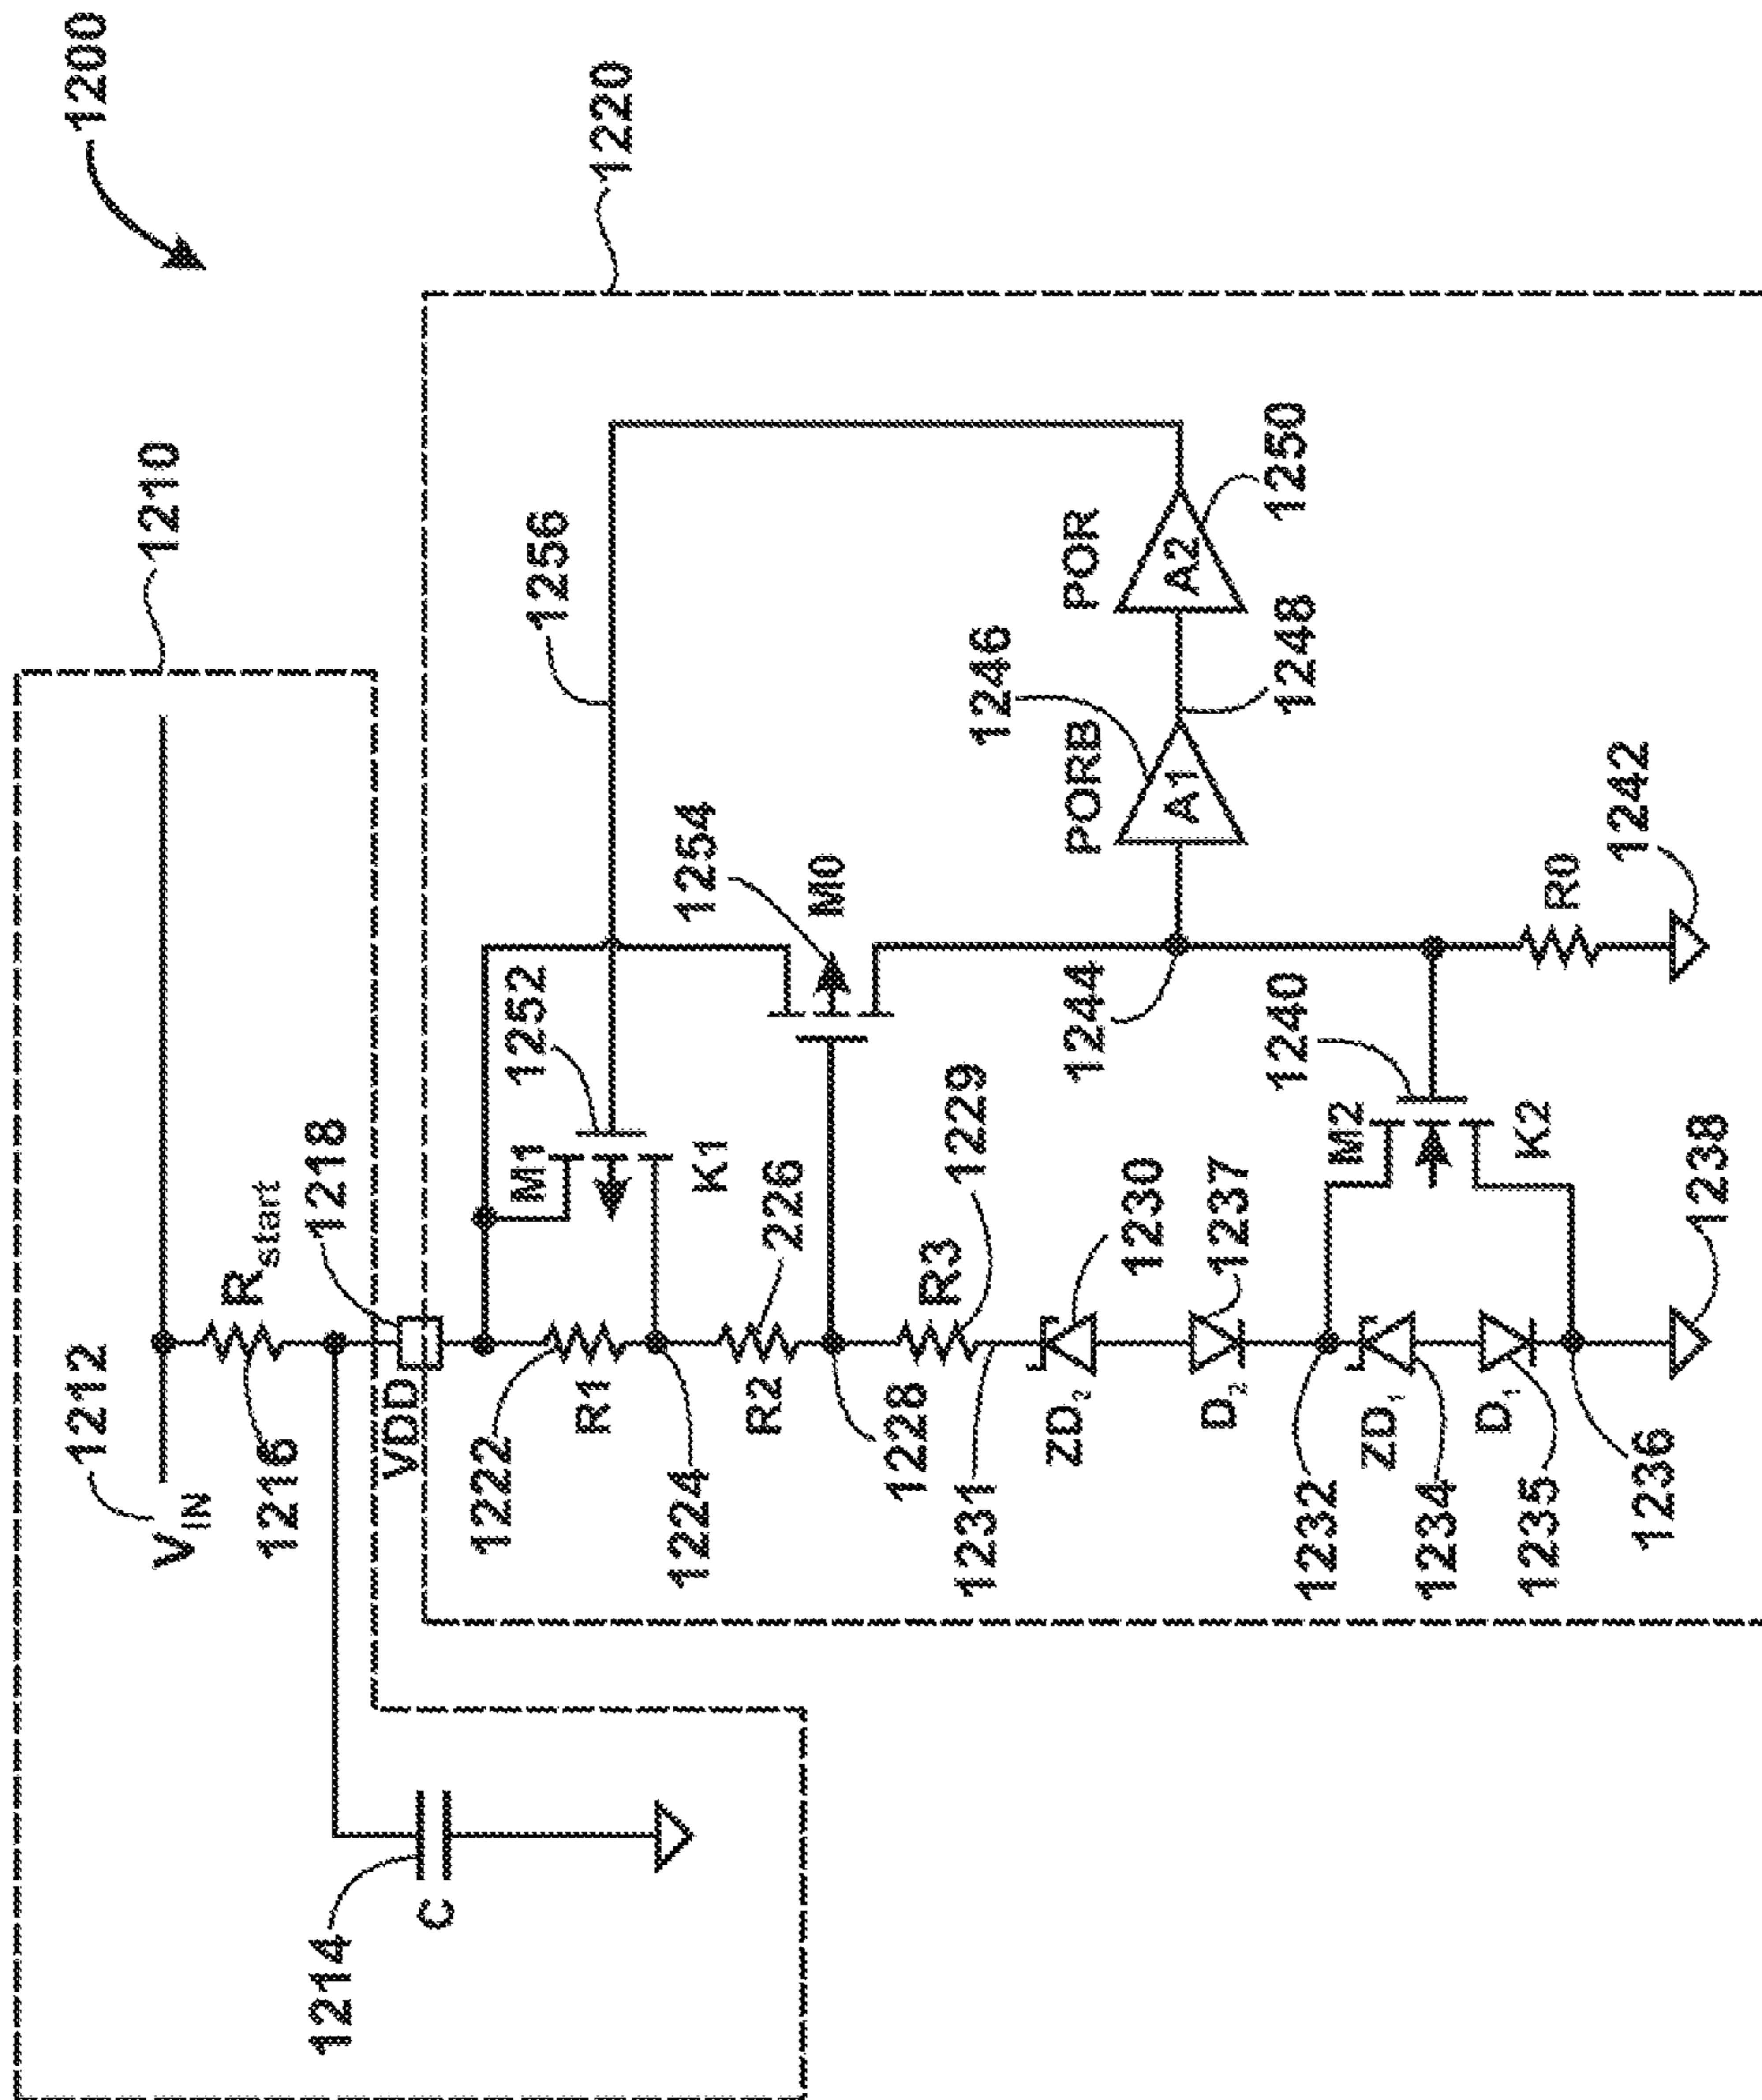 1200
1210
1212
V_IN
1216
R_start
1214
C
1218
VDD
1220
1222
R1
1224
M1
1252
K1
1256
R2
226
1228
1254
M0
R3
1229
1231
ZD₂
1230
D₂
1237
1232
ZD₁
1234
D₁
1235
1236
1238
M2
1240
K2
1244
PORB
1246
A1
1248
POR
A2
1250
R0
1242